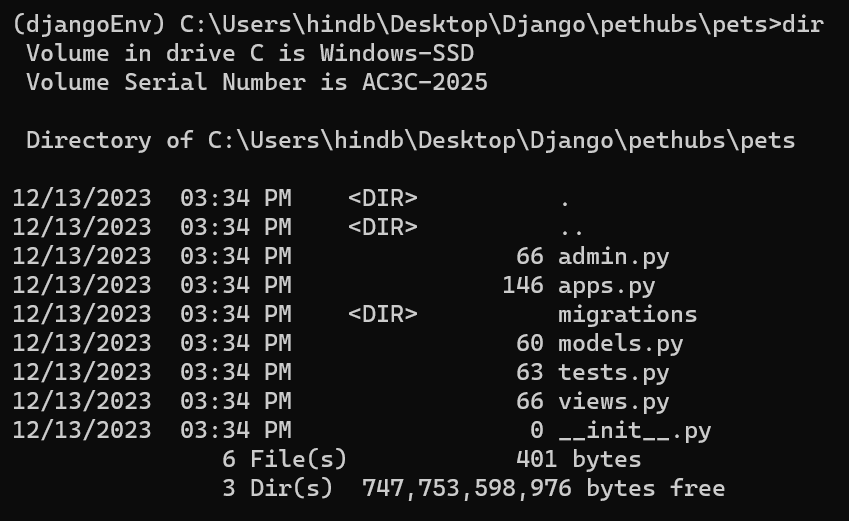 (djangoEnv) C:\Users\hindb\Desktop\Django\pethubs\pets>dir
 Volume in drive C is Windows-SSD
 Volume Serial Number is AC3C-2025

 Directory of C:\Users\hindb\Desktop\Django\pethubs\pets

12/13/2023  03:34 PM    <DIR>          .
12/13/2023  03:34 PM    <DIR>          ..
12/13/2023  03:34 PM                66 admin.py
12/13/2023  03:34 PM               146 apps.py
12/13/2023  03:34 PM    <DIR>          migrations
12/13/2023  03:34 PM                60 models.py
12/13/2023  03:34 PM                63 tests.py
12/13/2023  03:34 PM                66 views.py
12/13/2023  03:34 PM                 0 __init__.py
               6 File(s)            401 bytes
               3 Dir(s)  747,753,598,976 bytes free